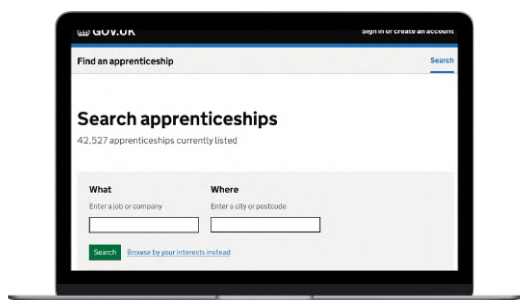 GOV.UK Sign in or create an account
Find an apprenticeship Search
Search apprenticeships
42,527 apprenticeships currently listed
What Where
Enter a job or company Enter a city or postcode
Search Browse by your interests instead